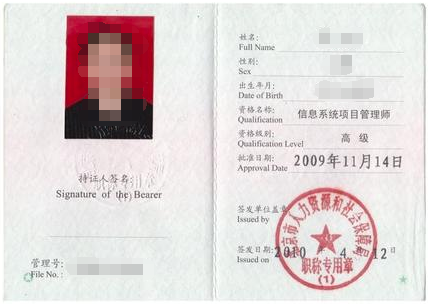 持证人签名
Signature of the Bearer
管理号:
File No.:
姓名:
Full Name
性别:
Sex
出生年月:
Date of Birth
资格名称: 信息系统项目管理师
Qualification
资格级别: 高 级
Qualification Level
批准日期: 2009年11月14日
Approval Date
签发单位盖章
Issued by
签发日期: 2010 4 12
Issued on
京市人力资源和社会保障局
职称专用章
(1)